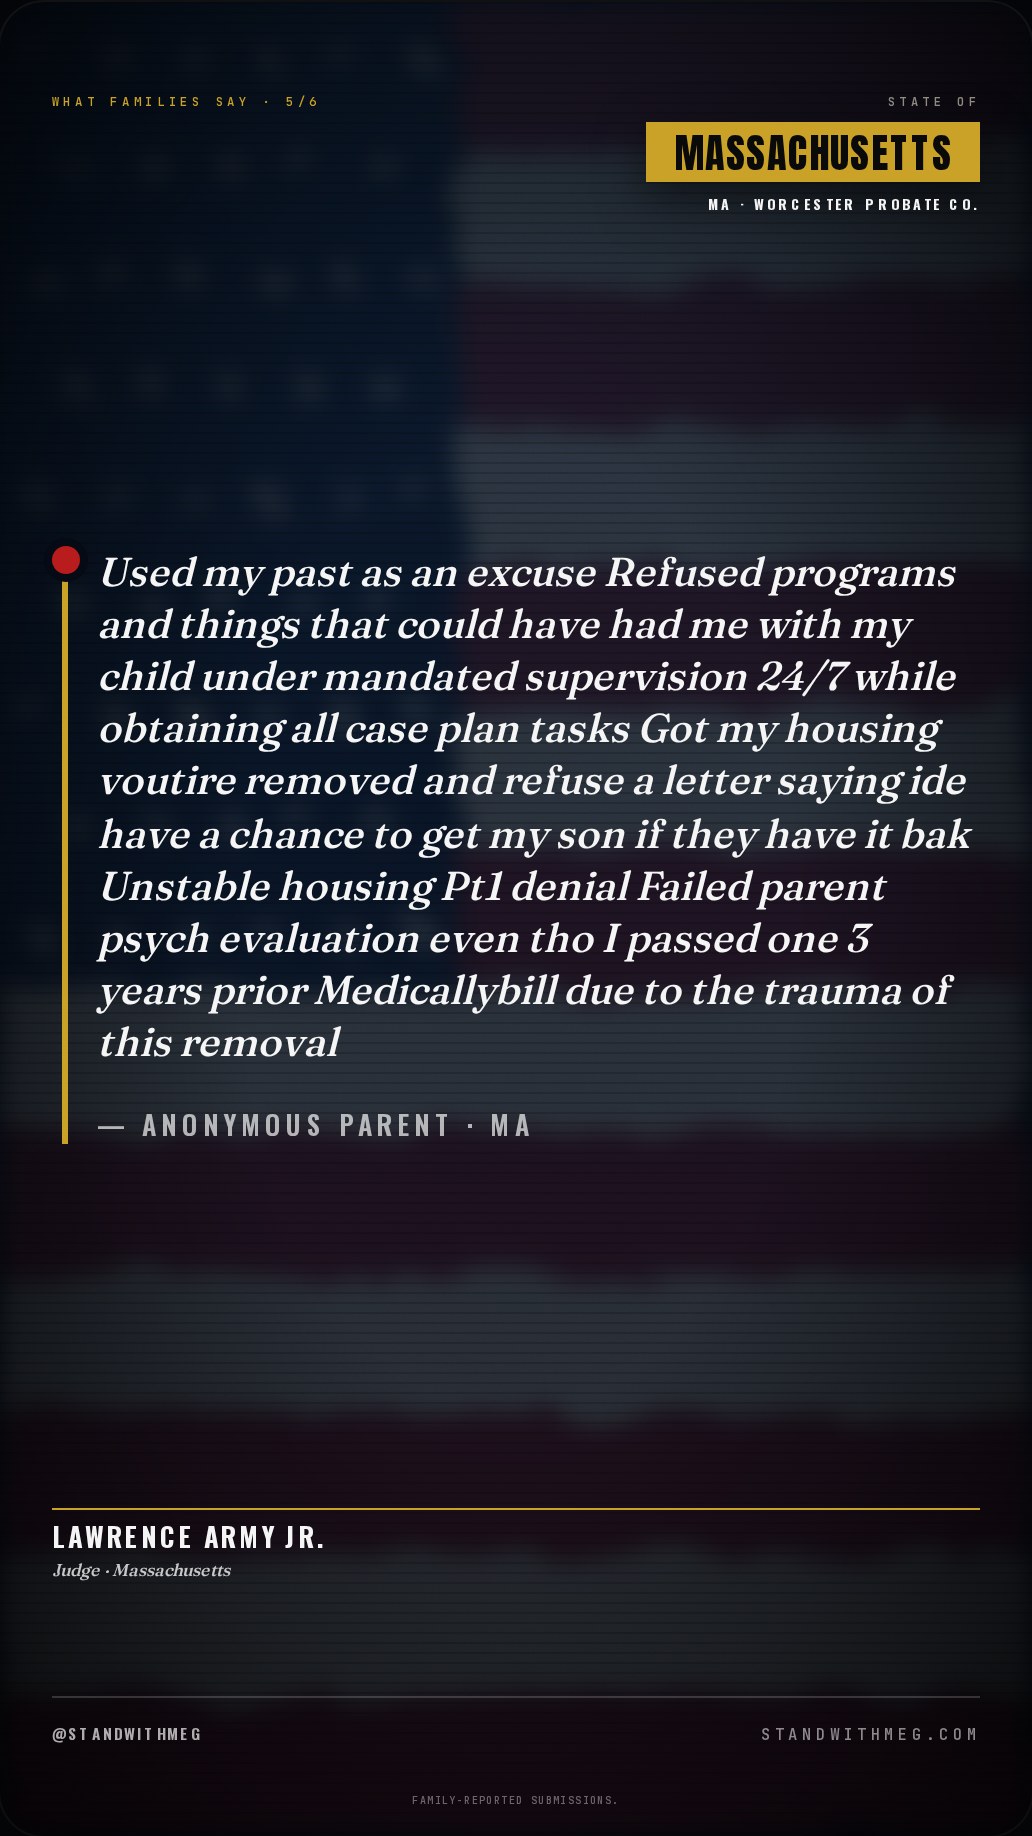 WHAT FAMILIES SAY · 5/6
STATE OF
MASSACHUSETTS
MA · WORCESTER PROBATE CO.
Used my past as an excuse Refused programs
and things that could have had me with my
child under mandated supervision 24/7 while
obtaining all case plan tasks Got my housing
voutire removed and refuse a letter saying ide
have a chance to get my son if they have it bak
Unstable housing Pt1 denial Failed parent
psych evaluation even tho I passed one 3
years prior Medicallybill due to the trauma of
this removal
— ANONYMOUS PARENT · MA
LAWRENCE ARMY JR.
Judge · Massachusetts
@STANDWITHMEG
STANDWITHMEG.COM
FAMILY-REPORTED SUBMISSIONS.